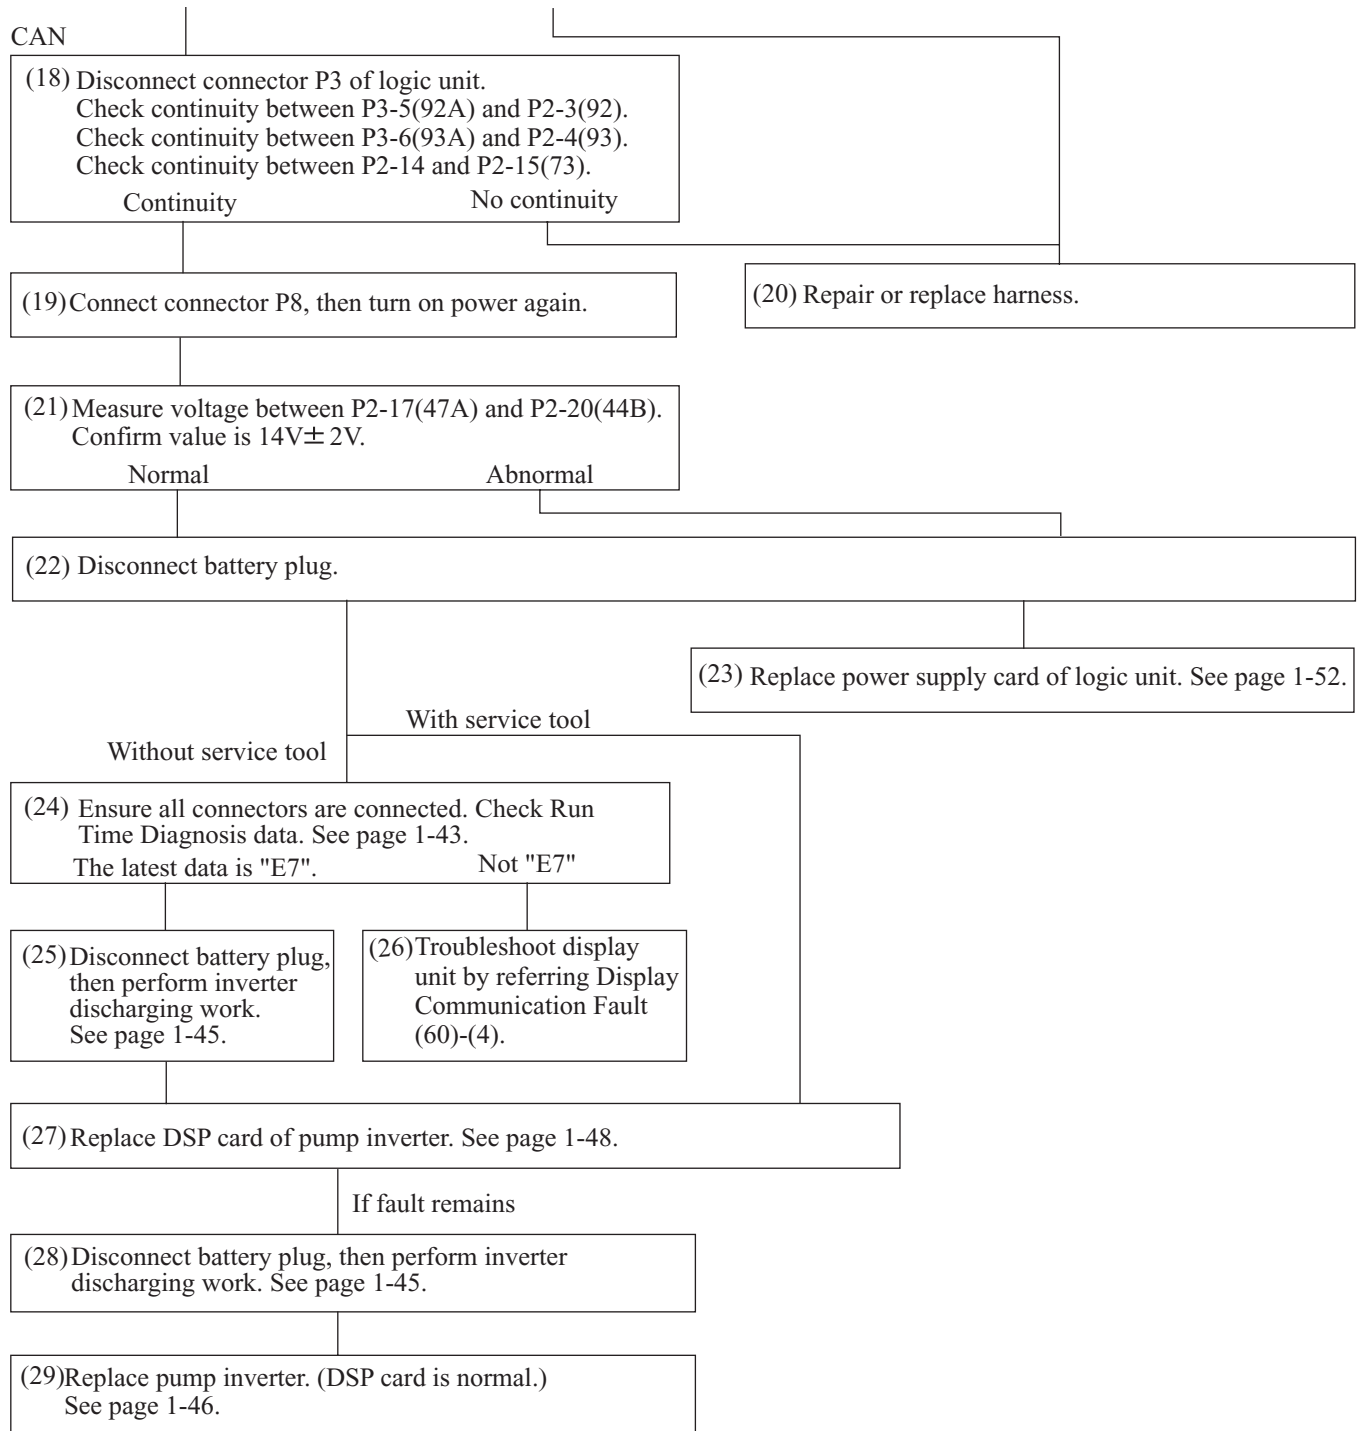 CAN
(18) Disconnect connector P3 of logic unit.
Check continuity between P3-5(92A) and P2-3(92).
Check continuity between P3-6(93A) and P2-4(93).
Check continuity between P2-14 and P2-15(73).
Continuity No continuity
(19) Connect connector P8, then turn on power again.
(20) Repair or replace harness.
(21) Measure voltage between P2-17(47A) and P2-20(44B).
Confirm value is 14V± 2V.
Normal Abnormal
(22) Disconnect battery plug.
(23) Replace power supply card of logic unit. See page 1-52.
With service tool
Without service tool
(24) Ensure all connectors are connected. Check Run
Time Diagnosis data. See page 1-43.
The latest data is "E7". Not "E7"
(25) Disconnect battery plug,
then perform inverter
discharging work.
See page 1-45.
(26) Troubleshoot display
unit by referring Display
Communication Fault
(60)-(4).
(27) Replace DSP card of pump inverter. See page 1-48.
If fault remains
(28) Disconnect battery plug, then perform inverter
discharging work. See page 1-45.
(29) Replace pump inverter. (DSP card is normal.)
See page 1-46.